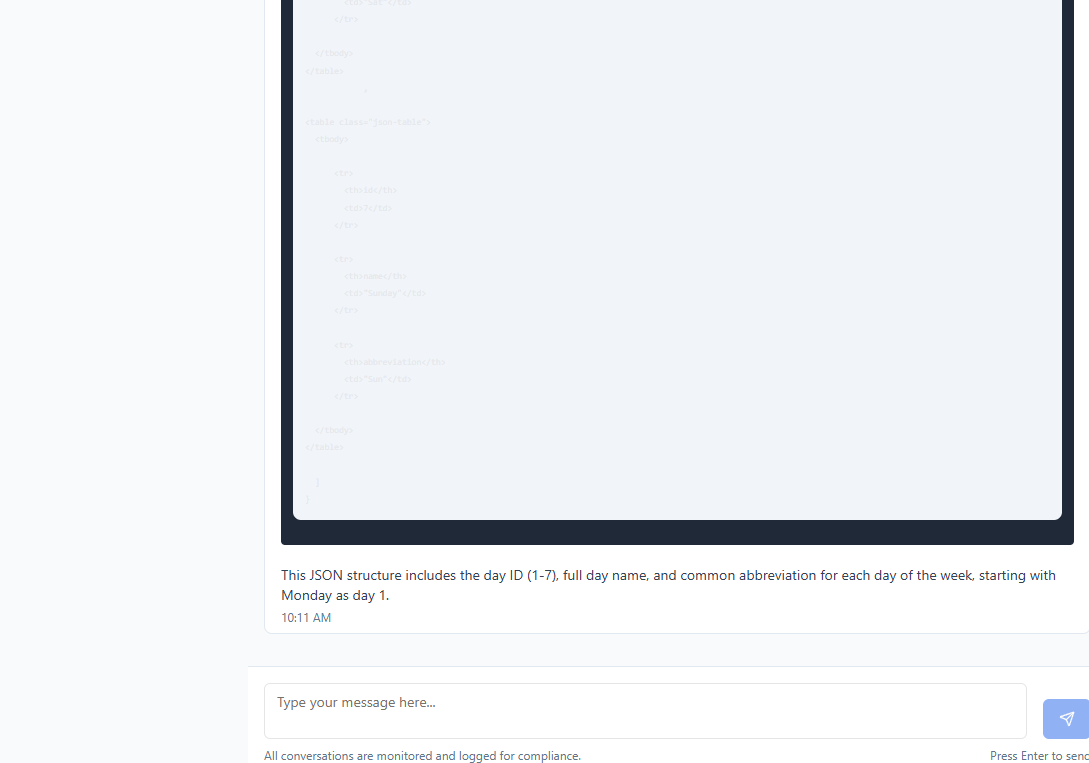 <td>"Sat"</td>
</tr>
</tbody>
</table>
,
<table class="json-table">
<tbody>
<tr>
<th>id</th>
<td>7</td>
</tr>
<tr>
<th>name</th>
<td>"Sunday"</td>
</tr>
<tr>
<th>abbreviation</th>
<td>"Sun"</td>
</tr>
</tbody>
</table>
]
}
This JSON structure includes the day ID (1-7), full day name, and common abbreviation for each day of the week, starting with
Monday as day 1.
10:11 AM
Type your message here...
All conversations are monitored and logged for compliance.
Press Enter to send